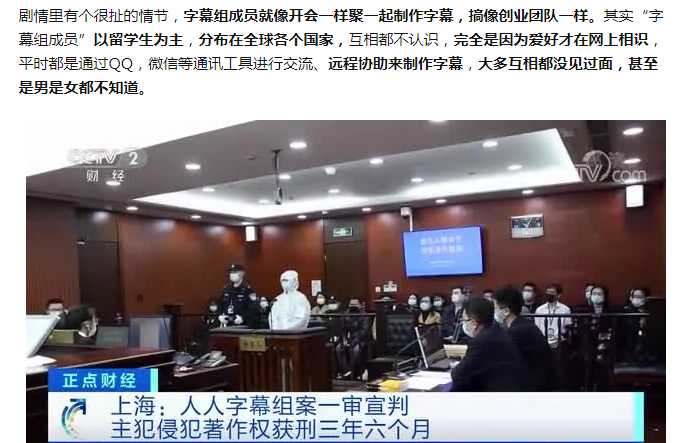 剧情里有个很扯的情节，字幕组成员就像开会一样聚一起制作字幕，搞像创业团队一样。其实“字
幕组成员”以留学生为主，分布在全球各个国家，互相都不认识，完全是因为爱好才在网上相识，
平时都是通过QQ，微信等通讯工具进行交流、远程协助来制作字幕，大多互相都没见过面，甚至
是男是女都不知道。
CCTV 2
财经
TV.com
正点财经
上海：人人字幕组案一审宣判
主犯侵犯著作权获刑三年六个月